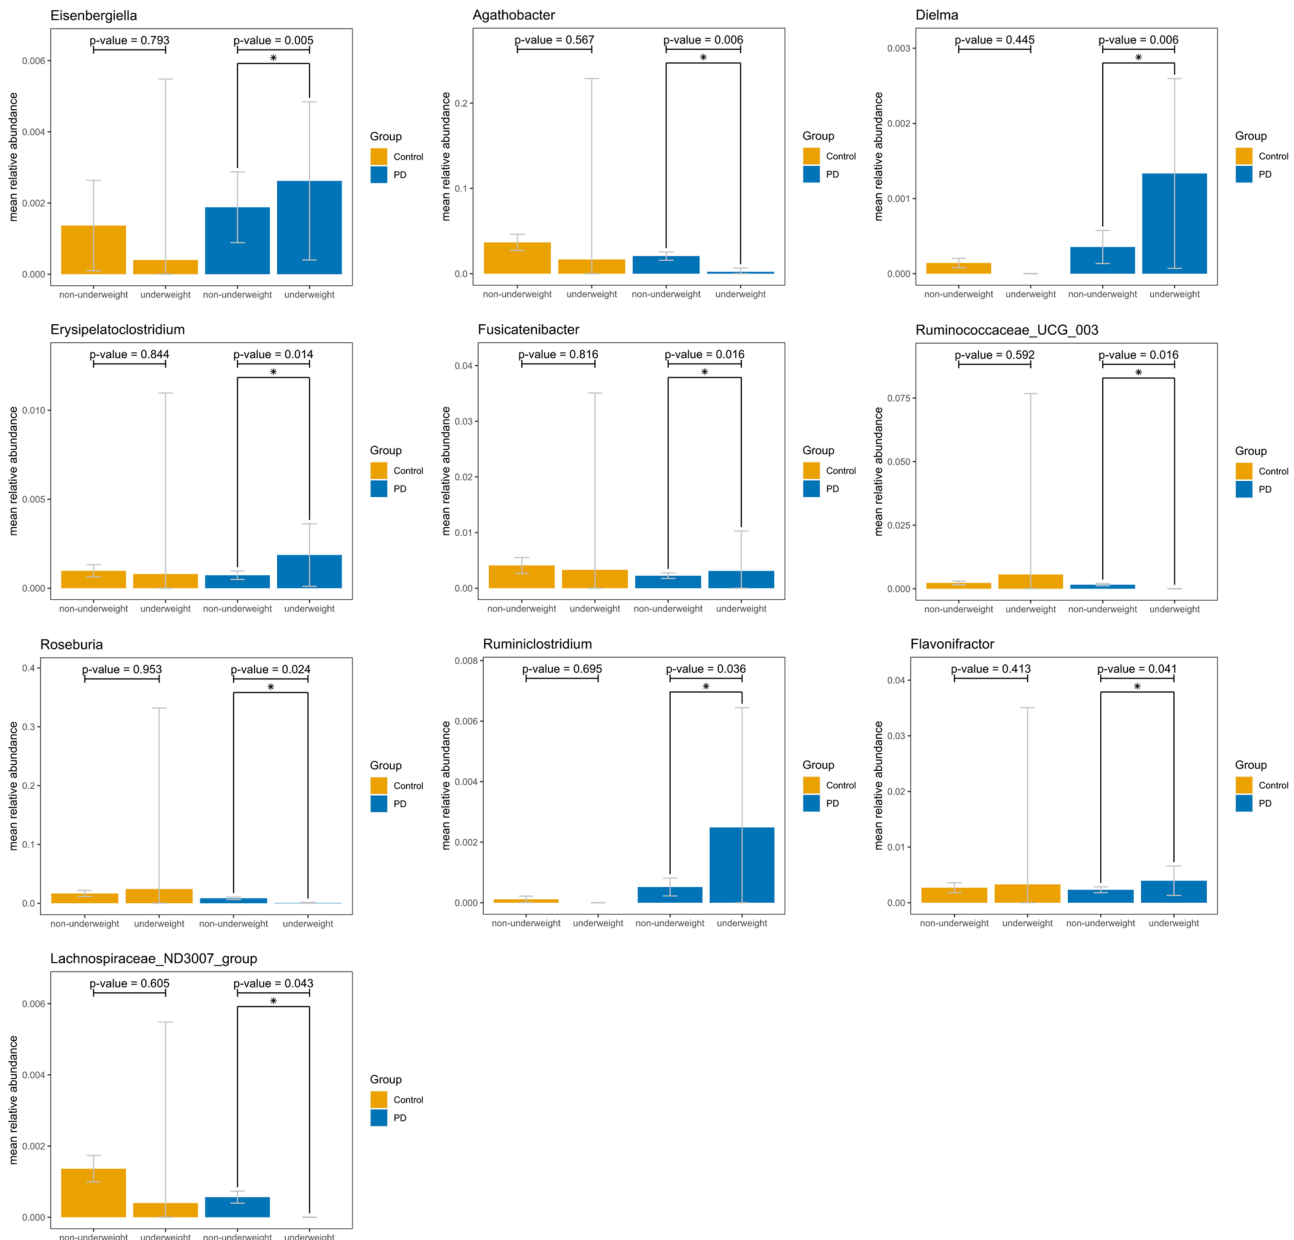 Eisenbergiella
p-value = 0.793 p-value = 0.005
*
0.006
0.004
0.002
0.000
mean relative abundance
non-underweight underweight non-underweight underweight
Group
Control
PD
Agathobacter
p-value = 0.567 p-value = 0.006
*
0.2
0.1
0.0
mean relative abundance
non-underweight underweight non-underweight underweight
Group
Control
PD
Dielma
p-value = 0.445 p-value = 0.006
*
0.003
0.002
0.001
0.000
mean relative abundance
non-underweight underweight non-underweight underweight
Group
Control
PD
Erysipelatoclostridium
p-value = 0.844 p-value = 0.014
*
0.010
0.005
0.000
mean relative abundance
non-underweight underweight non-underweight underweight
Group
Control
PD
Fusicatenibacter
p-value = 0.816 p-value = 0.016
*
0.04
0.03
0.02
0.01
0.00
mean relative abundance
non-underweight underweight non-underweight underweight
Group
Control
PD
Ruminococcaceae_UCG_003
p-value = 0.592 p-value = 0.016
*
0.075
0.050
0.025
0.000
mean relative abundance
non-underweight underweight non-underweight underweight
Group
Control
PD
Roseburia
p-value = 0.953 p-value = 0.024
*
0.4
0.3
0.2
0.1
0.0
mean relative abundance
non-underweight underweight non-underweight underweight
Group
Control
PD
Ruminiclostridium
p-value = 0.695 p-value = 0.036
*
0.008
0.006
0.004
0.002
0.000
mean relative abundance
non-underweight underweight non-underweight underweight
Group
Control
PD
Flavonifractor
p-value = 0.413 p-value = 0.041
*
0.04
0.03
0.02
0.01
0.00
mean relative abundance
non-underweight underweight non-underweight underweight
Group
Control
PD
Lachnospiraceae_ND3007_group
p-value = 0.605 p-value = 0.043
*
0.006
0.004
0.002
0.000
mean relative abundance
non-underweight underweight non-underweight underweight
Group
Control
PD